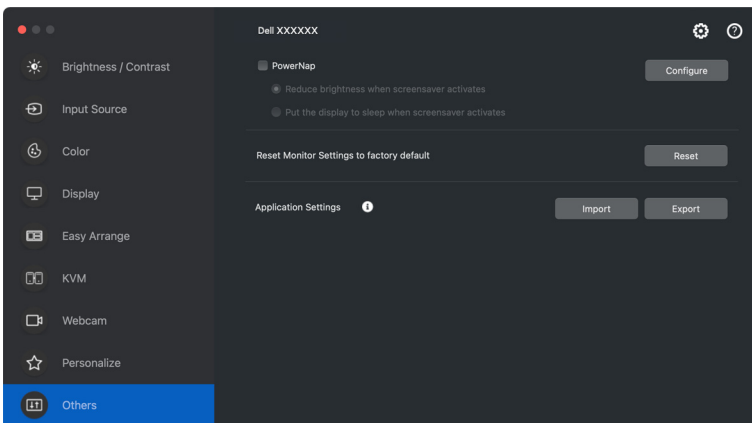 Dell XXXXXX
Brightness / Contrast
Input Source
Color
Display
Easy Arrange
KVM
Webcam
Personalize
Others
PowerNap
Configure
Reduce brightness when screensaver activates
Put the display to sleep when screensaver activates
Reset Monitor Settings to factory default
Reset
Application Settings
Import
Export